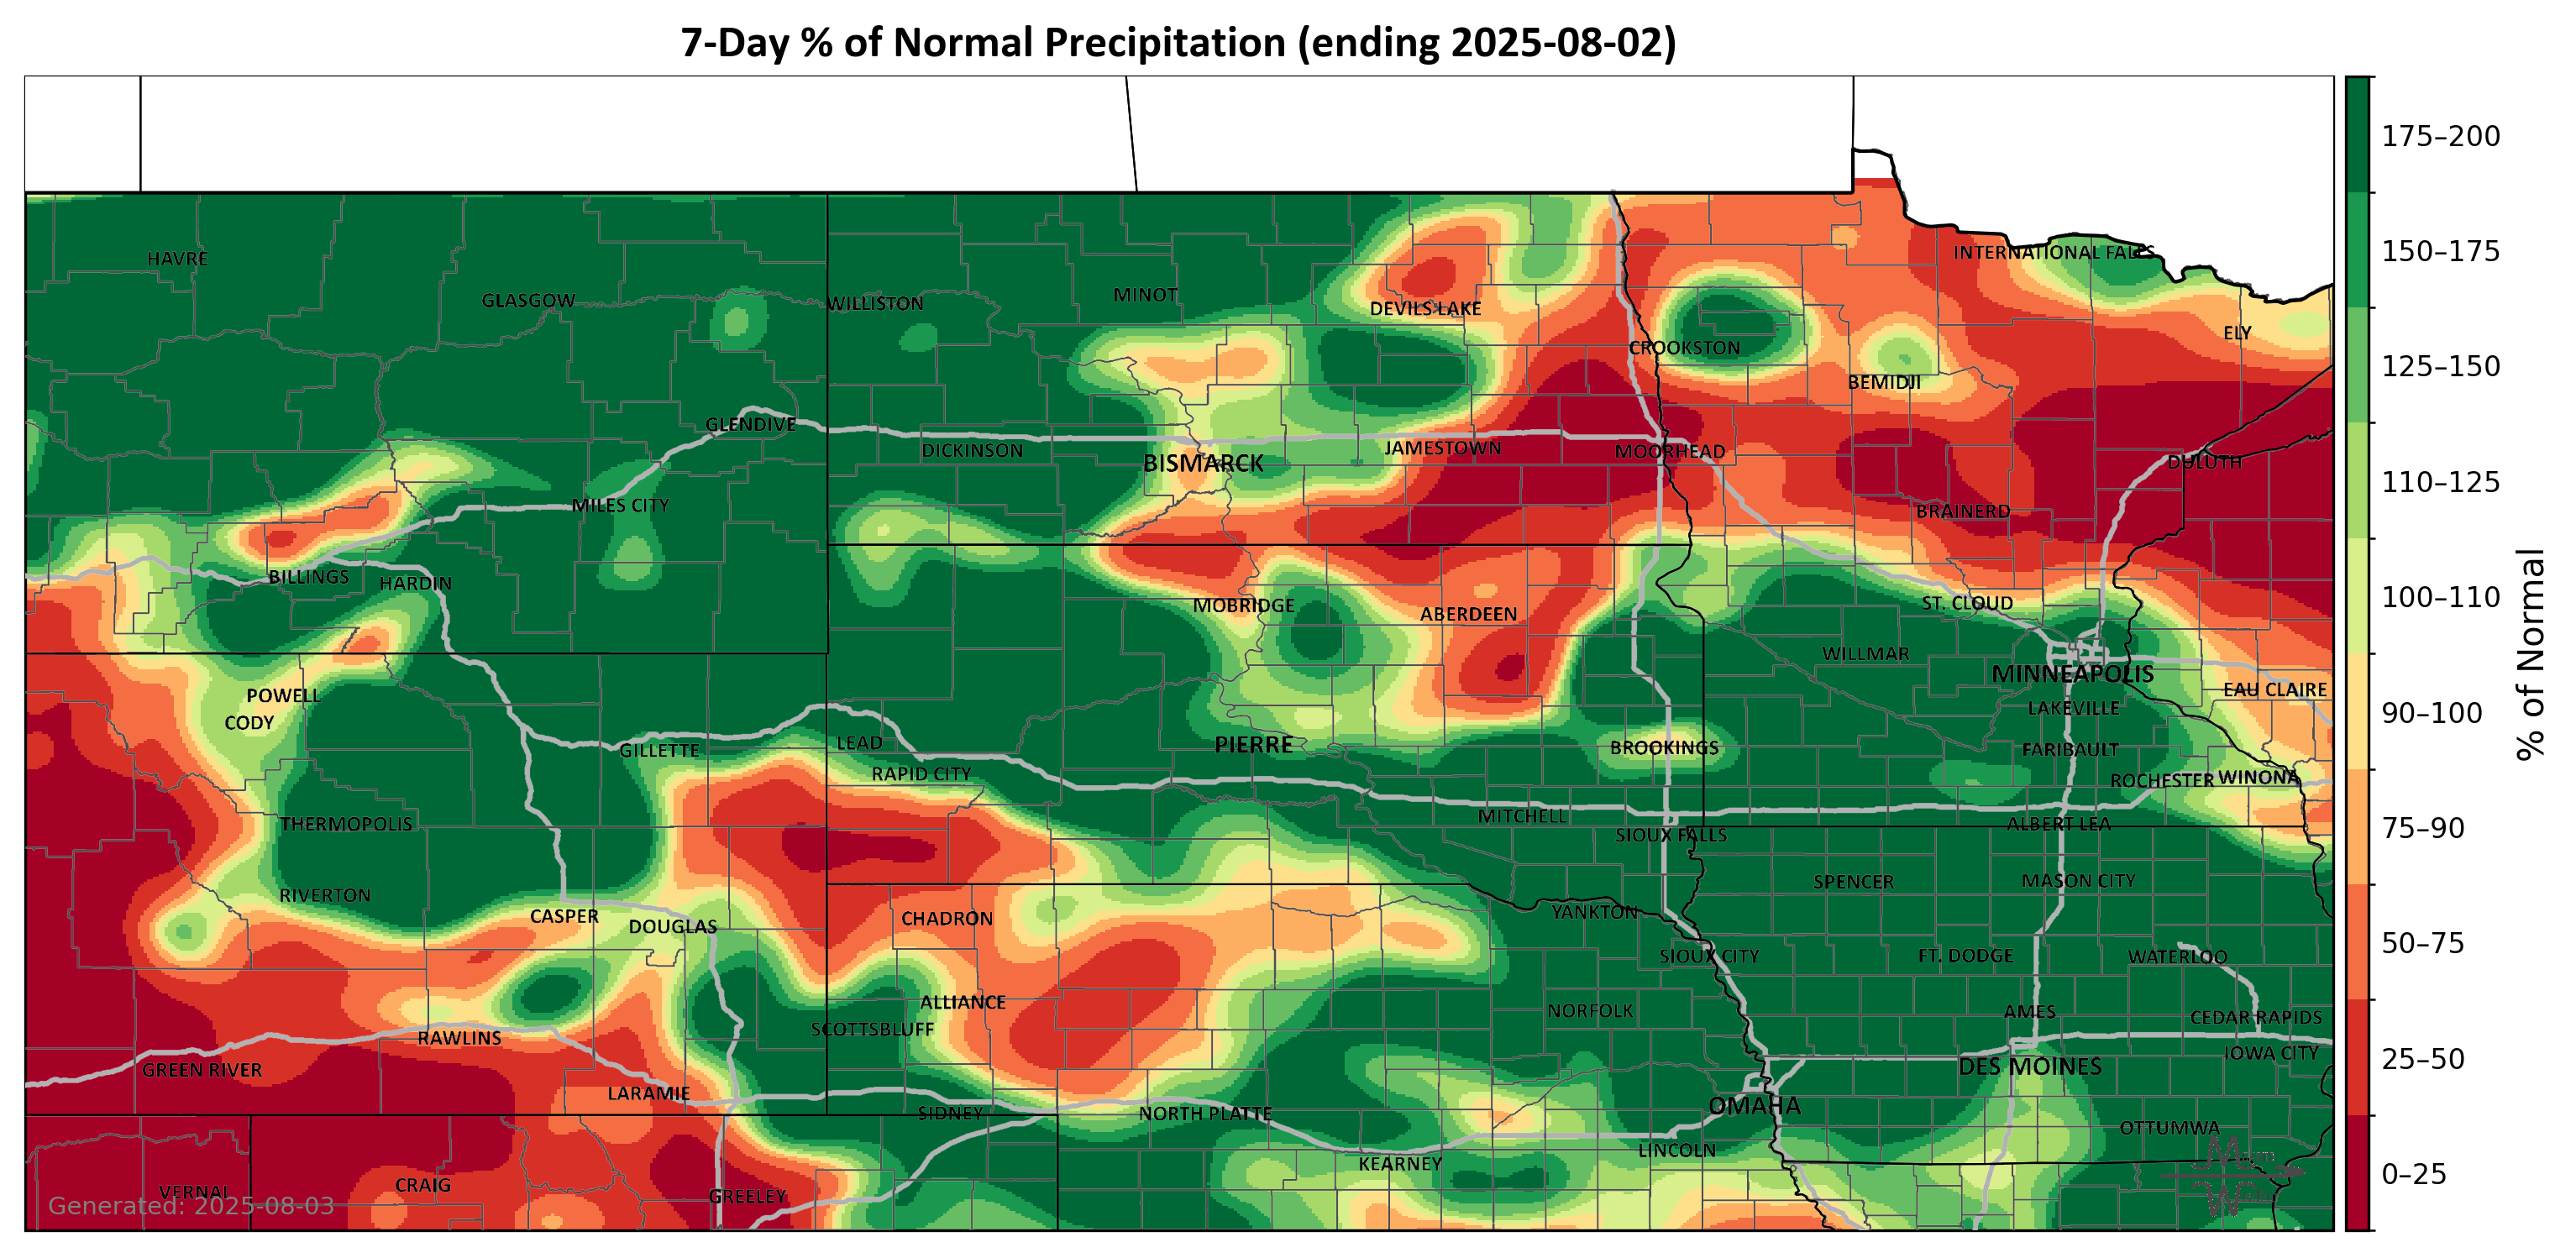 7-Day % of Normal Precipitation (ending 2025-08-02)
175–200
HAVRE
INTERNATIONAL FALLS
150–175
GLASGOW
WILLISTON
MINOT
DEVILS LAKE
ELY
CROOKSTON
125–150
BEMIDJI
GLENDIVE
DICKINSON
JAMESTOWN
MOORHEAD
BISMARCK
DULUTH
110–125
MILES CITY
BRAINERD
BILLINGS
HARDIN
MOBRIDGE
ABERDEEN
ST. CLOUD
100–110
WILLMAR
MINNEAPOLIS
% of Normal
POWELL
EAU CLAIRE
CODY
LAKEVILLE
90–100
GILLETTE
LEAD
PIERRE
BROOKINGS
FARIBAULT
RAPID CITY
ROCHESTER
WINONA
THERMOPOLIS
MITCHELL
SIOUX FALLS
ALBERT LEA
75–90
RIVERTON
SPENCER
MASON CITY
CASPER
DOUGLAS
CHADRON
YANKTON
SIOUX CITY
FT. DODGE
WATERLOO
50–75
ALLIANCE
NORFOLK
AMES
CEDAR RAPIDS
RAWLINS
SCOTTSBLUFF
IOWA CITY
GREEN RIVER
DES MOINES
25–50
LARAMIE
SIDNEY
NORTH PLATTE
OMAHA
OTTUMWA
KEARNEY
LINCOLN
0–25
VERNAL
CRAIG
GREELEY
Generated: 2025-08-03